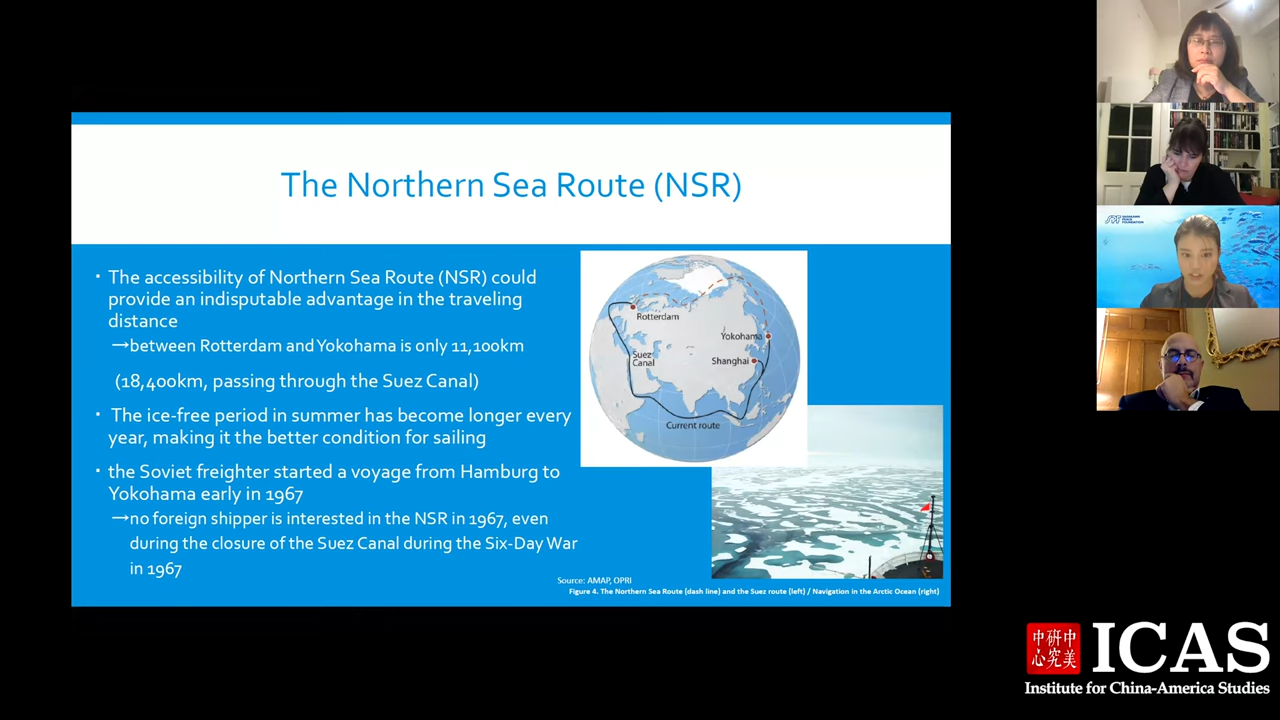 The Northern Sea Route (NSR)
· The accessibility of Northern Sea Route (NSR) could
provide an indisputable advantage in the traveling
distance
→between Rotterdam and Yokohama is only 11,100km
(18,400km, passing through the Suez Canal)
· The ice-free period in summer has become longer every
year, making it the better condition for sailing
· the Soviet freighter started a voyage from Hamburg to
Yokohama early in 1967
→no foreign shipper is interested in the NSR in 1967, even
during the closure of the Suez Canal during the Six-Day War
in 1967
Rotterdam
Yokohama
Suez
Canal
Shanghai
Current route
Source: AMAP, OPRI
Figure 4. The Northern Sea Route (dash line) and the Suez route (left) / Navigation in the Arctic Ocean (right)
SASAKAWA
PEACE
FOUNDATION
中研中
心究美
ICAS
Institute for China-America Studies